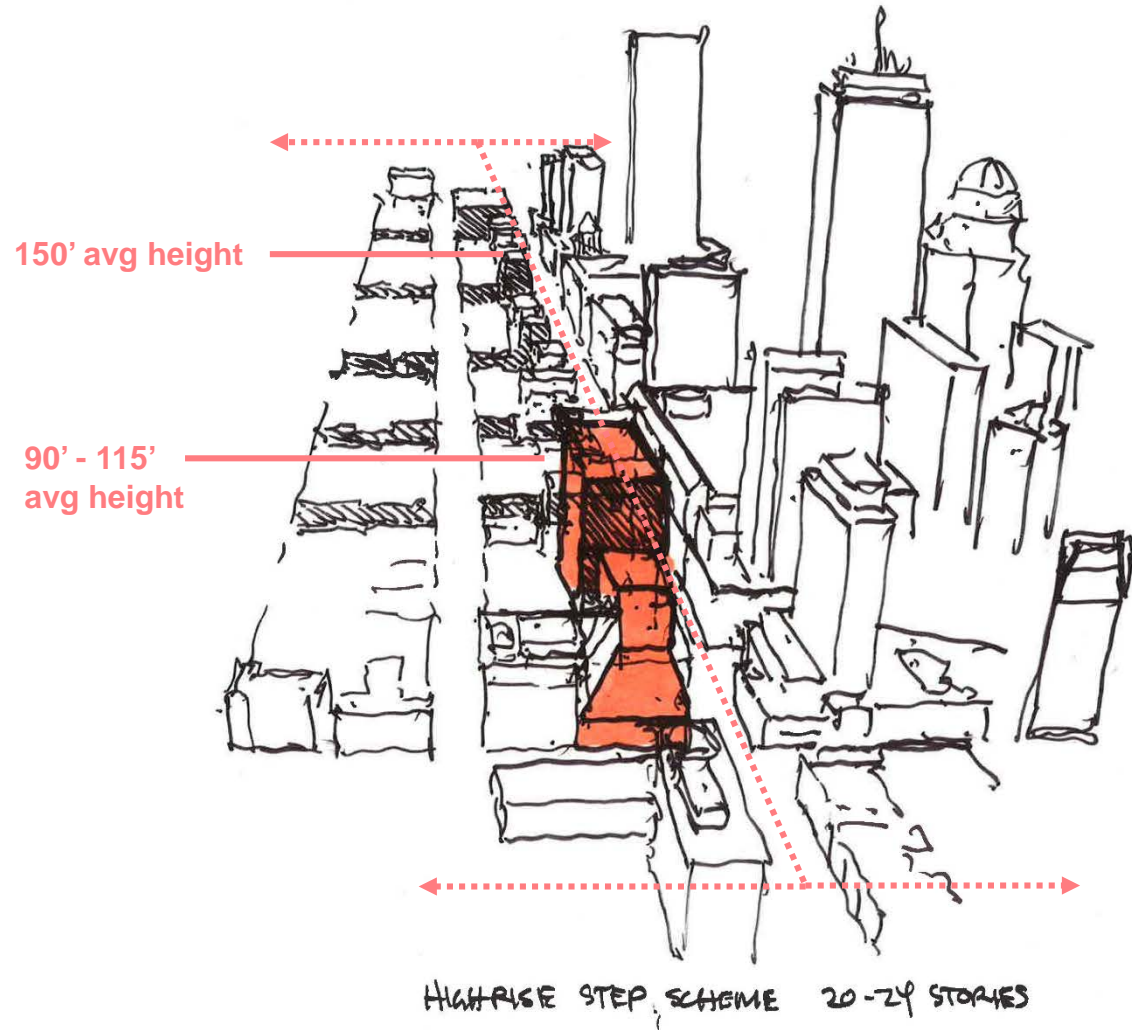 150’ avg height
90’ - 115’
avg height
HIGHRISE STEP SCHEME 20-24 STORIES